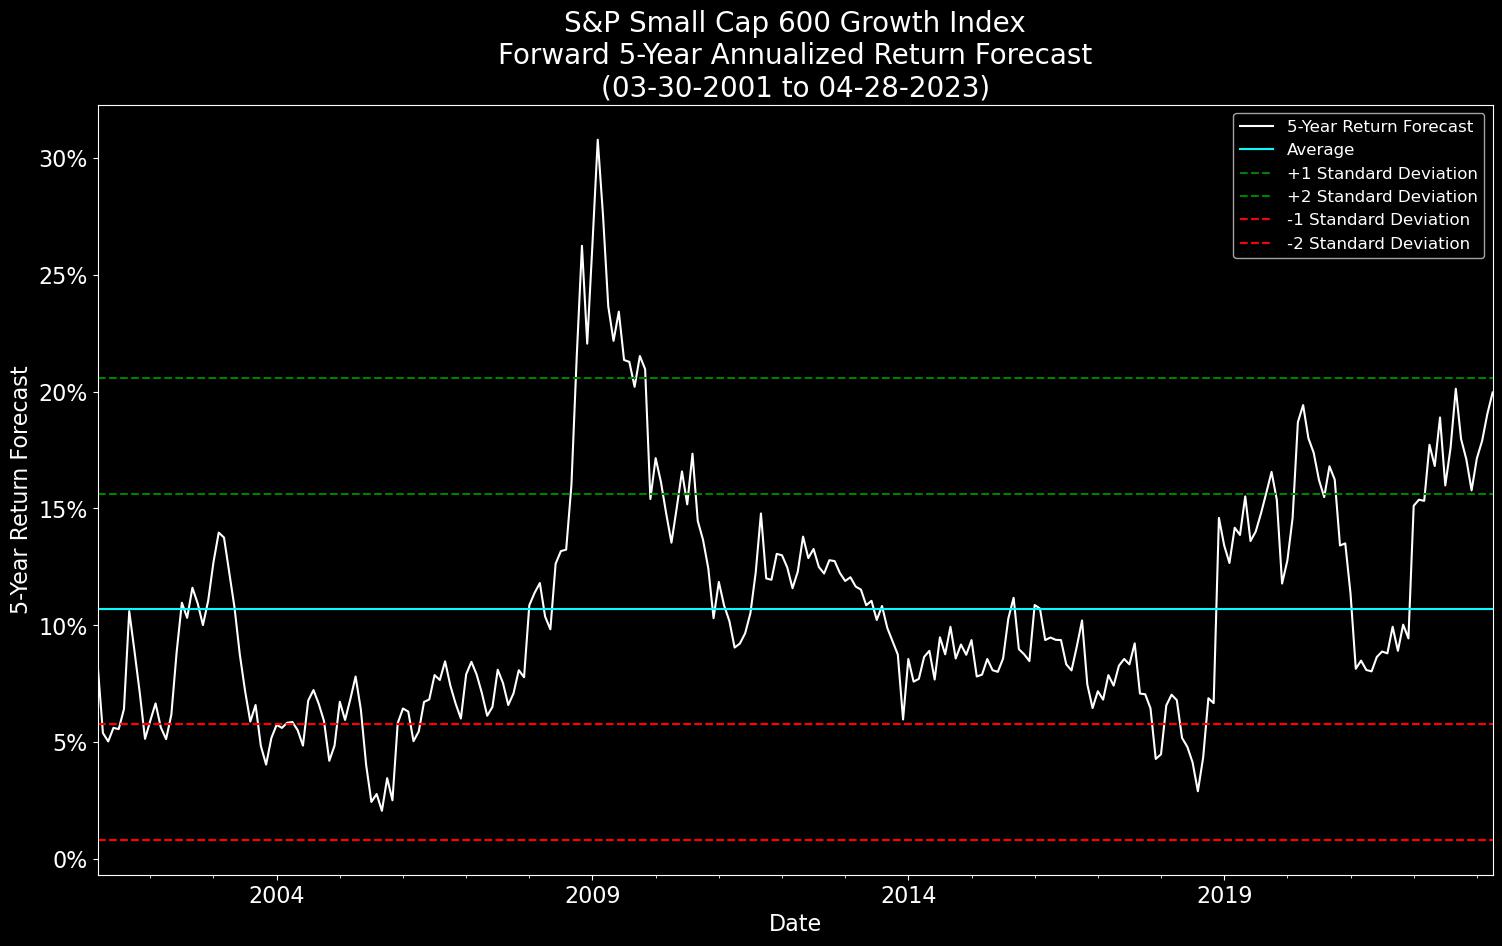 S&P Small Cap 600 Growth Index
Forward 5-Year Annualized Return Forecast
(03-30-2001 to 04-28-2023)
5-Year Return Forecast
Average
+1 Standard Deviation
+2 Standard Deviation
-1 Standard Deviation
-2 Standard Deviation
5-Year Return Forecast
30%
25%
20%
15%
10%
5%
0%
2004
2009
2014
2019
Date